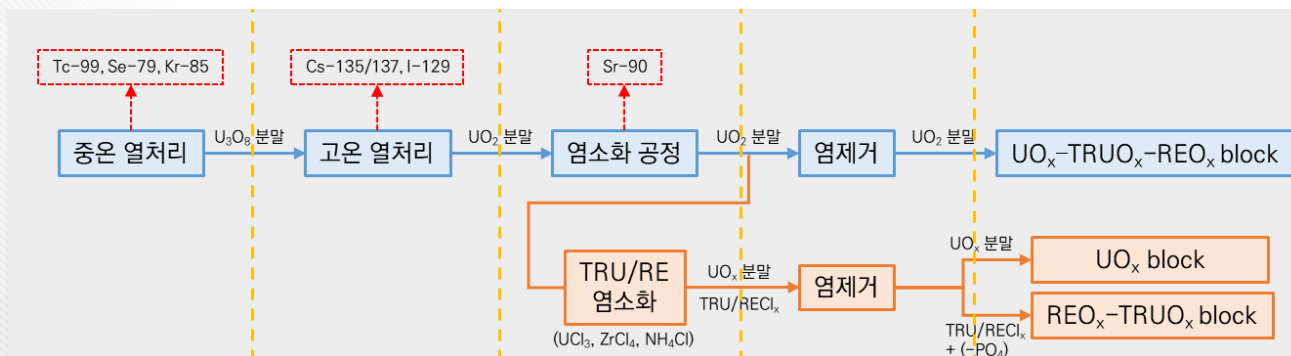 Tc-99, Se-79, Kr-85
Cs-135/137, I-129
Sr-90
중온 열처리
U₃O₈ 분말
고온 열처리
UO₂ 분말
염소화 공정
UO₂ 분말
염제거
UO₂ 분밀
UOₓ-TRUOₓ-REOₓ block
TRU/RE
염소화
(UCl₃, ZrCl₄, NH₄Cl)
UOₓ 분말
TRU/REClₓ
염제거
UOₓ 분말
UOₓ block
TRU/REClₓ
+ (-PO₄)
REOₓ-TRUOₓ block